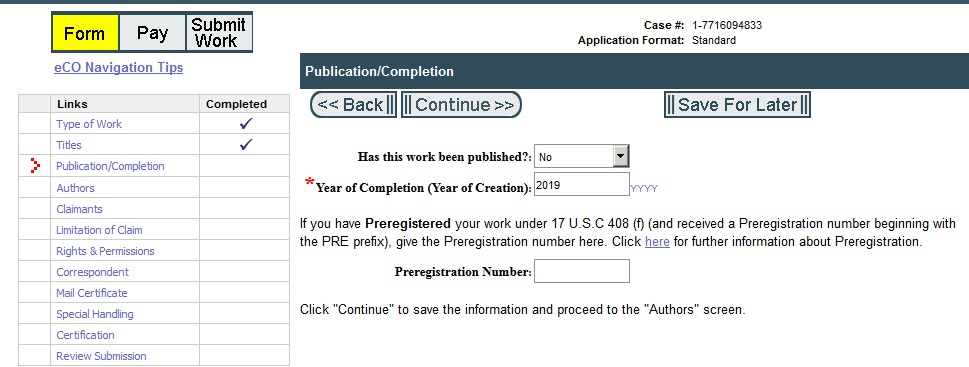 Form
Pay
Submit
Work
eCO Navigation Tips
Case #: 1-7716094833
Application Format: Standard
Links Completed
Type of Work
Titles
Publication/Completion
Authors
Claimants
Limitation of Claim
Rights & Permissions
Correspondent
Mail Certificate
Special Handling
Certification
Review Submission
Publication/Completion
<< Back
Continue >>
Save For Later
Has this work been published?: No
*Year of Completion (Year of Creation): 2019 YYYY
If you have Preregistered your work under 17 U.S.C 408 (f) (and received a Preregistration number beginning with
the PRE prefix), give the Preregistration number here. Click here for further information about Preregistration.
Preregistration Number:
Click "Continue" to save the information and proceed to the "Authors" screen.